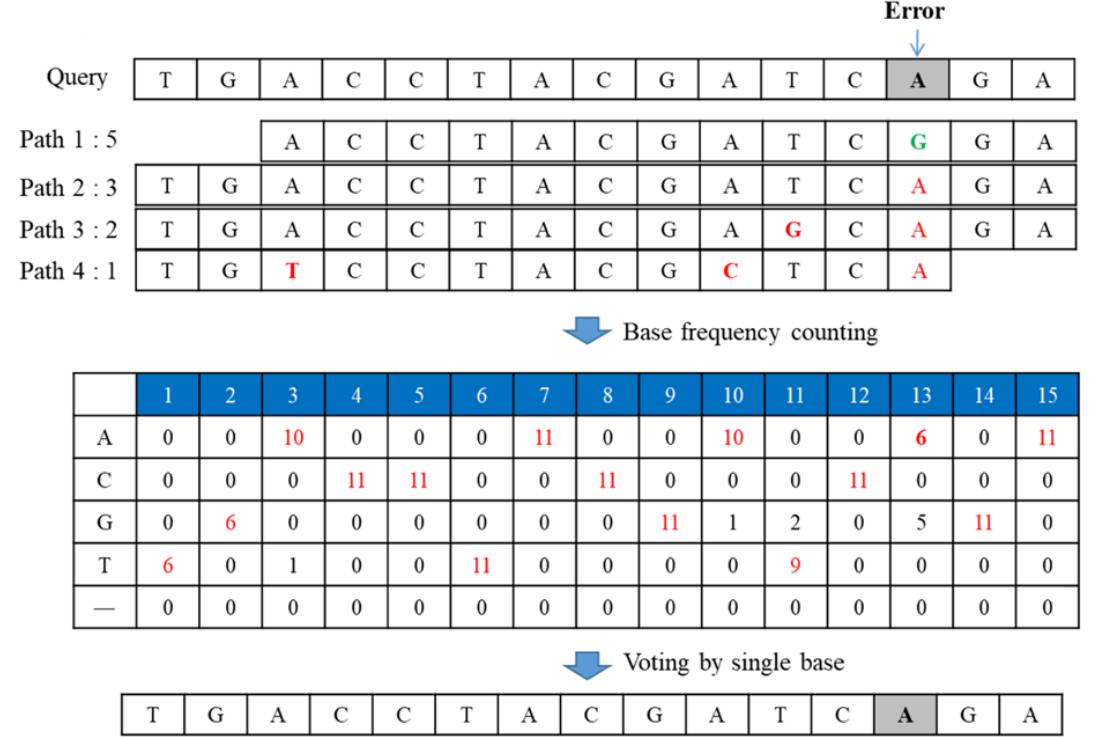 Error
Query T G A C C T A C G A T C A G A
Path 1 : 5 A C C T A C G A T C G G A
Path 2 : 3 T G A C C T A C G A T C A G A
Path 3 : 2 T G A C C T A C G A G C A G A
Path 4 : 1 T G T C C T A C G C T C A
Base frequency counting
1 2 3 4 5 6 7 8 9 10 11 12 13 14 15
A 0 0 10 0 0 0 11 0 0 10 0 0 6 0 11
C 0 0 0 11 11 0 0 11 0 0 0 11 0 0 0
G 0 6 0 0 0 0 0 0 11 1 2 0 5 11 0
T 6 0 1 0 0 11 0 0 0 0 9 0 0 0 0
— 0 0 0 0 0 0 0 0 0 0 0 0 0 0 0
Voting by single base
T G A C C T A C G A T C A G A